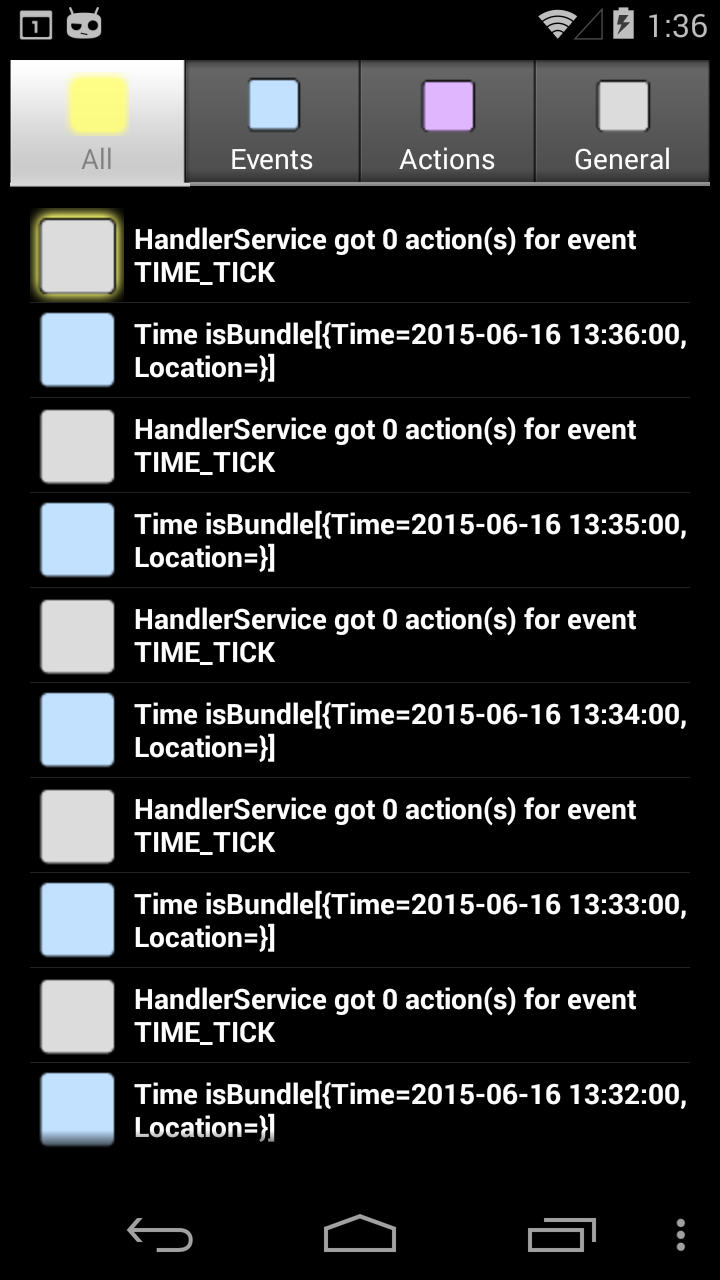 1
1:36
All
Events
Actions
General
HandlerService got 0 action(s) for event
TIME_TICK
Time isBundle[{Time=2015-06-16 13:36:00,
Location=}]
HandlerService got 0 action(s) for event
TIME_TICK
Time isBundle[{Time=2015-06-16 13:35:00,
Location=}]
HandlerService got 0 action(s) for event
TIME_TICK
Time isBundle[{Time=2015-06-16 13:34:00,
Location=}]
HandlerService got 0 action(s) for event
TIME_TICK
Time isBundle[{Time=2015-06-16 13:33:00,
Location=}]
HandlerService got 0 action(s) for event
TIME_TICK
Time isBundle[{Time=2015-06-16 13:32:00,
Location=}]